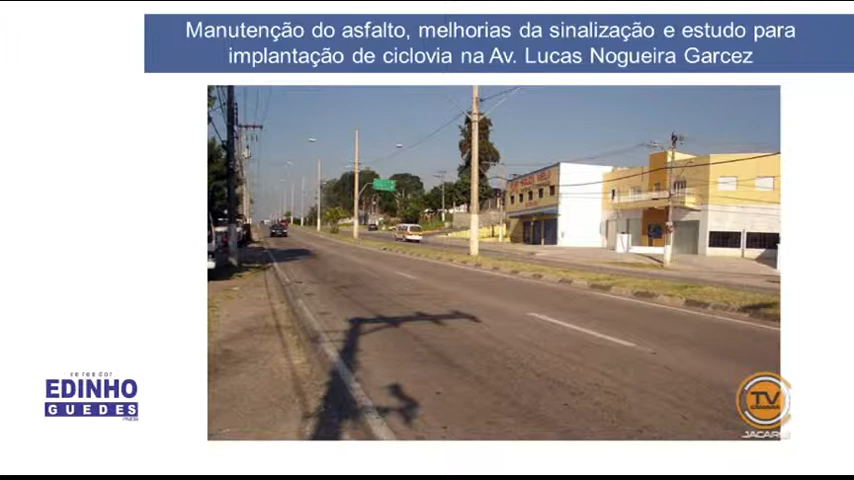 Manutenção do asfalto, melhorias da sinalização e estudo para
implantação de ciclovia na Av. Lucas Nogueira Garcez
vereador
EDINHO
GUEDES
TV
JACAREÍ